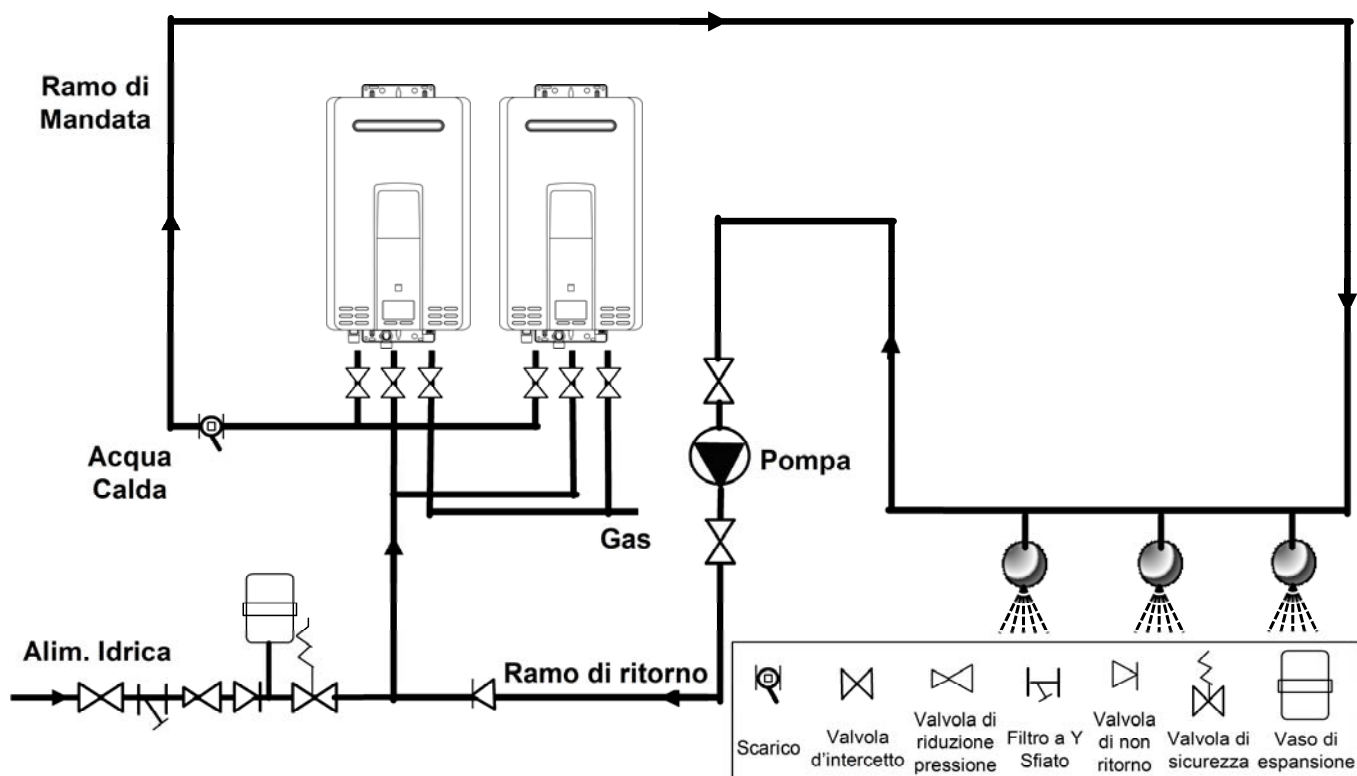 Ramo di
Mandata
Acqua
Calda
Pompa
Gas
Alim. Idrica
Ramo di ritorno
Scarico
Valvola
d'intercetto
Valvola di
riduzione
pressione
Filtro a Y
Sfiato
Valvola
di non
ritorno
Valvola di
sicurezza
Vaso di
espansione